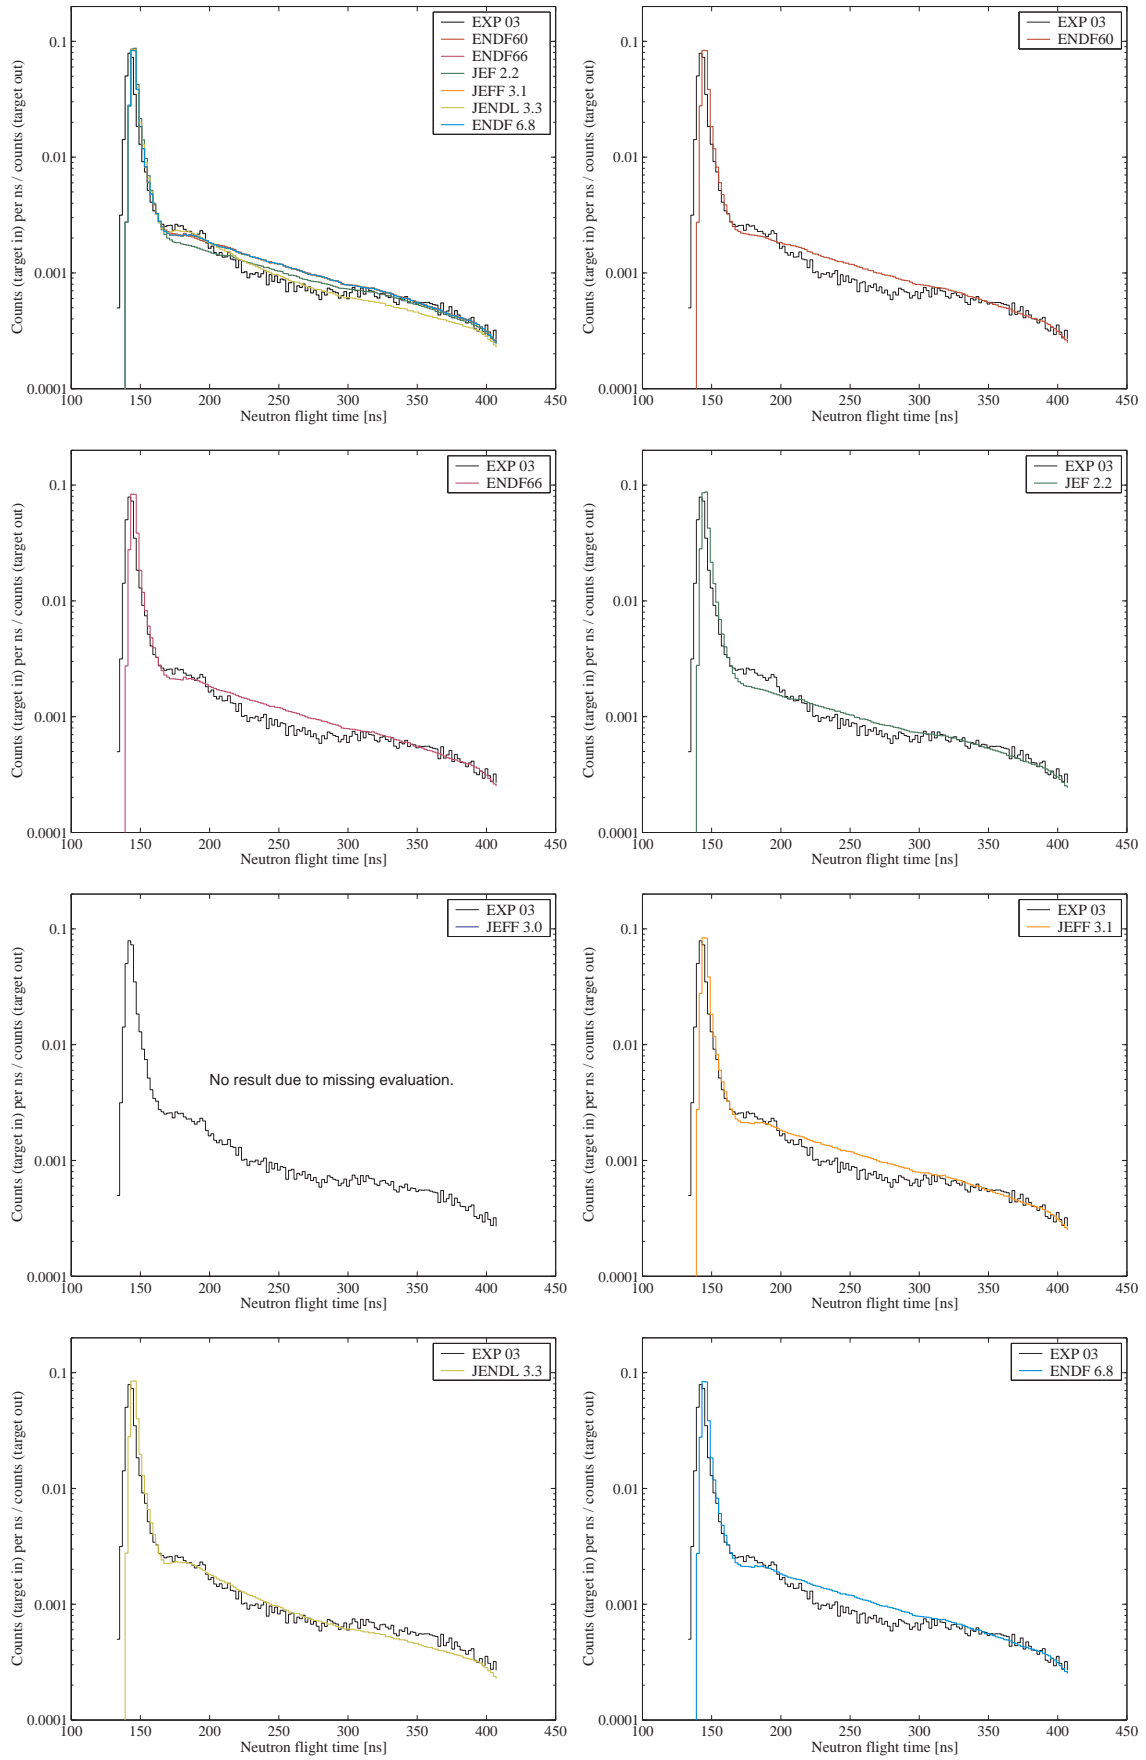 EXP 03
ENDF60
ENDF66
JEF 2.2
JEFF 3.1
JENDL 3.3
ENDF 6.8
0.1
0.01
0.001
0.0001
100 150 200 250 300 350 400 450
Neutron flight time [ns]
Counts (target in) per ns / counts (target out)
EXP 03
ENDF60
0.1
0.01
0.001
0.0001
100 150 200 250 300 350 400 450
Neutron flight time [ns]
Counts (target in) per ns / counts (target out)
EXP 03
ENDF66
0.1
0.01
0.001
0.0001
100 150 200 250 300 350 400 450
Neutron flight time [ns]
Counts (target in) per ns / counts (target out)
EXP 03
JEF 2.2
0.1
0.01
0.001
0.0001
100 150 200 250 300 350 400 450
Neutron flight time [ns]
Counts (target in) per ns / counts (target out)
EXP 03
JEFF 3.0
No result due to missing evaluation.
0.1
0.01
0.001
0.0001
100 150 200 250 300 350 400 450
Neutron flight time [ns]
Counts (target in) per ns / counts (target out)
EXP 03
JEFF 3.1
0.1
0.01
0.001
0.0001
100 150 200 250 300 350 400 450
Neutron flight time [ns]
Counts (target in) per ns / counts (target out)
EXP 03
JENDL 3.3
0.1
0.01
0.001
0.0001
100 150 200 250 300 350 400 450
Neutron flight time [ns]
Counts (target in) per ns / counts (target out)
EXP 03
ENDF 6.8
0.1
0.01
0.001
0.0001
100 150 200 250 300 350 400 450
Neutron flight time [ns]
Counts (target in) per ns / counts (target out)